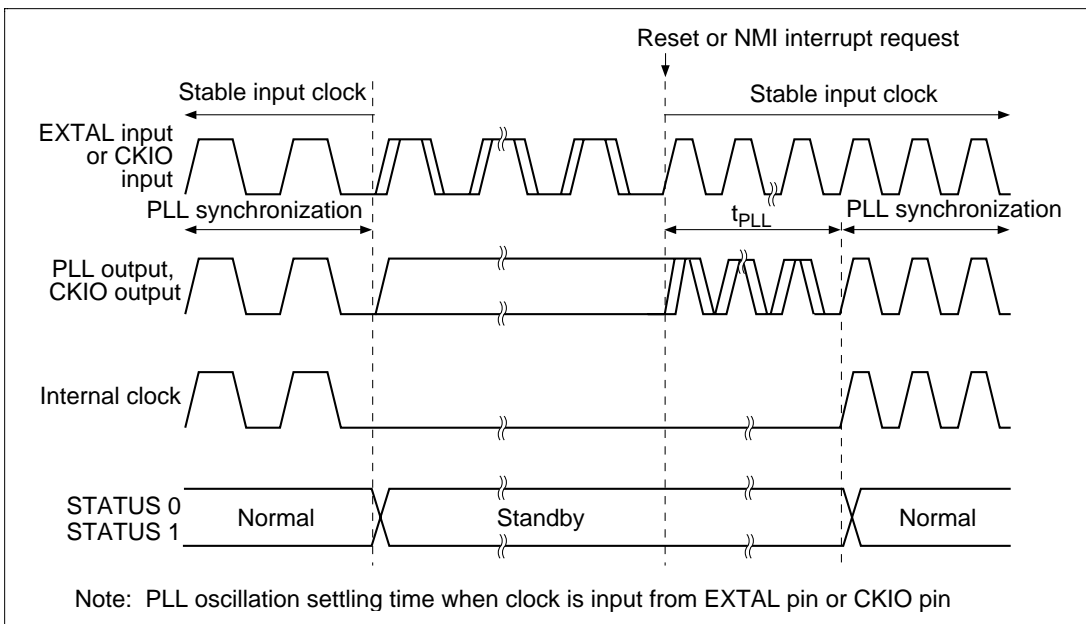 Reset or NMI interrupt request
Stable input clock
Stable input clock
EXTAL input
or CKIO
input
PLL synchronization
tPLL
PLL synchronization
PLL output,
CKIO output
Internal clock
STATUS 0
STATUS 1
Normal
Standby
Normal
Note: PLL oscillation settling time when clock is input from EXTAL pin or CKIO pin